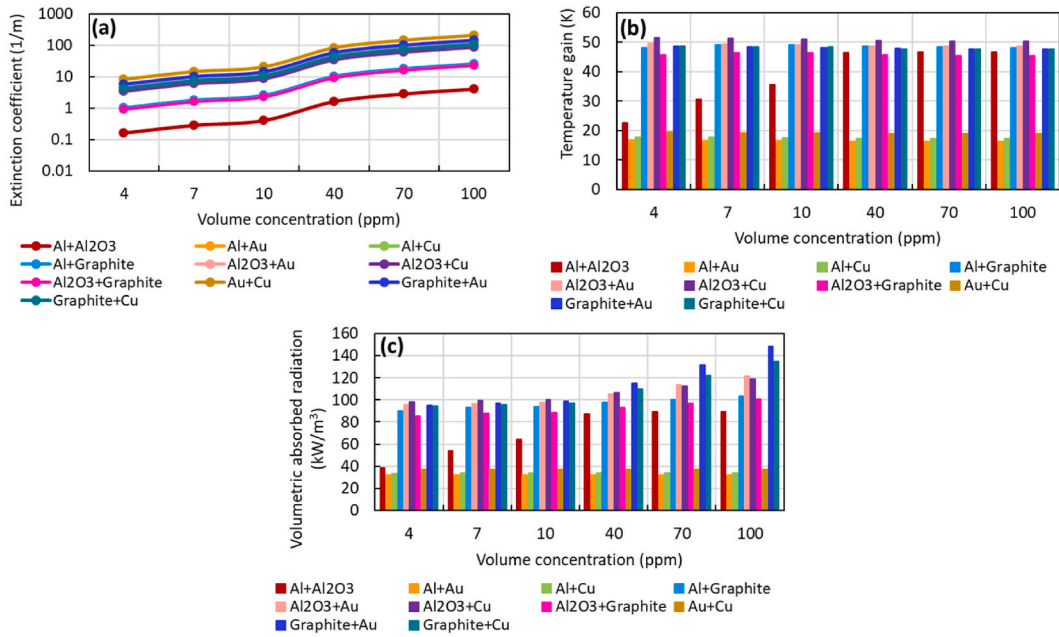 (a)
Extinction coefficient (1/m)
1000
100
10
1
0.1
0.01
4 7 10 40 70 100
Volume concentration (ppm)
Al+Al2O3 Al+Au Al+Cu
Al+Graphite Al2O3+Au Al2O3+Cu
Al2O3+Graphite Au+Cu Graphite+Au
Graphite+Cu
(b)
Temperature gain (K)
60
50
40
30
20
10
0
4 7 10 40 70 100
Volume concentration (ppm)
Al+Al2O3 Al+Au Al+Cu Al+Graphite
Al2O3+Au Al2O3+Cu Al2O3+Graphite Au+Cu
Graphite+Au Graphite+Cu
(c)
Volumetric absorbed radiation
(kW/m³)
160
140
120
100
80
60
40
20
0
4 7 10 40 70 100
Volume concentration (ppm)
Al+Al2O3 Al+Au Al+Cu Al+Graphite
Al2O3+Au Al2O3+Cu Al2O3+Graphite Au+Cu
Graphite+Au Graphite+Cu